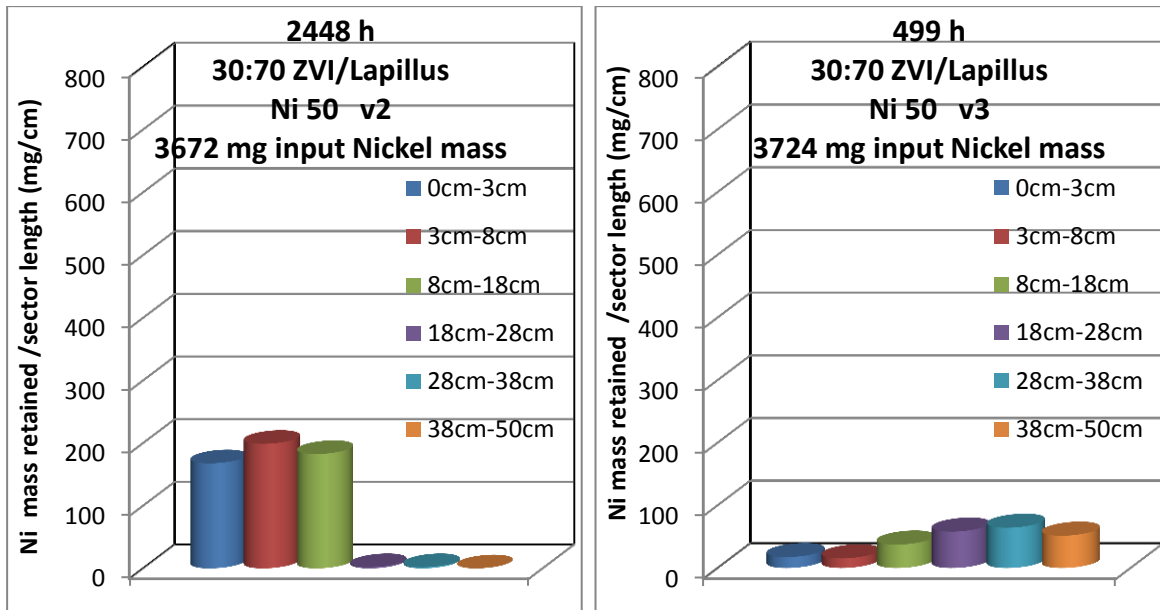 2448 h
30:70 ZVI/Lapillus
Ni 50 v2
3672 mg input Nickel mass
Ni mass retained /sector length (mg/cm)
800
700
600
500
400
300
200
100
0
0cm-3cm
3cm-8cm
8cm-18cm
18cm-28cm
28cm-38cm
38cm-50cm
499 h
30:70 ZVI/Lapillus
Ni 50 v3
3724 mg input Nickel mass
Ni mass retained /sector length (mg/cm)
800
700
600
500
400
300
200
100
0
0cm-3cm
3cm-8cm
8cm-18cm
18cm-28cm
28cm-38cm
38cm-50cm